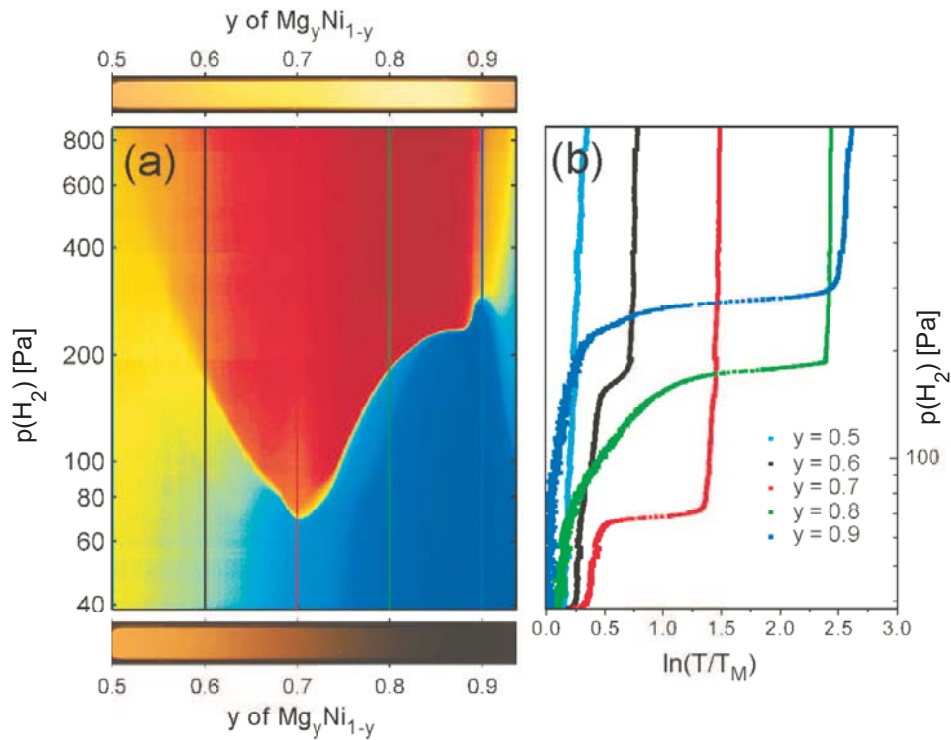 y of MgyNi1-y
0.5 0.6 0.7 0.8 0.9
(a)
800
600
400
200
100
80
60
40
p(H2) [Pa]
0.5 0.6 0.7 0.8 0.9
y of MgyNi1-y
(b)
y = 0.5
y = 0.6
y = 0.7
y = 0.8
y = 0.9
100
p(H2) [Pa]
0.0 0.5 1.0 1.5 2.0 2.5 3.0
ln(T/TM)